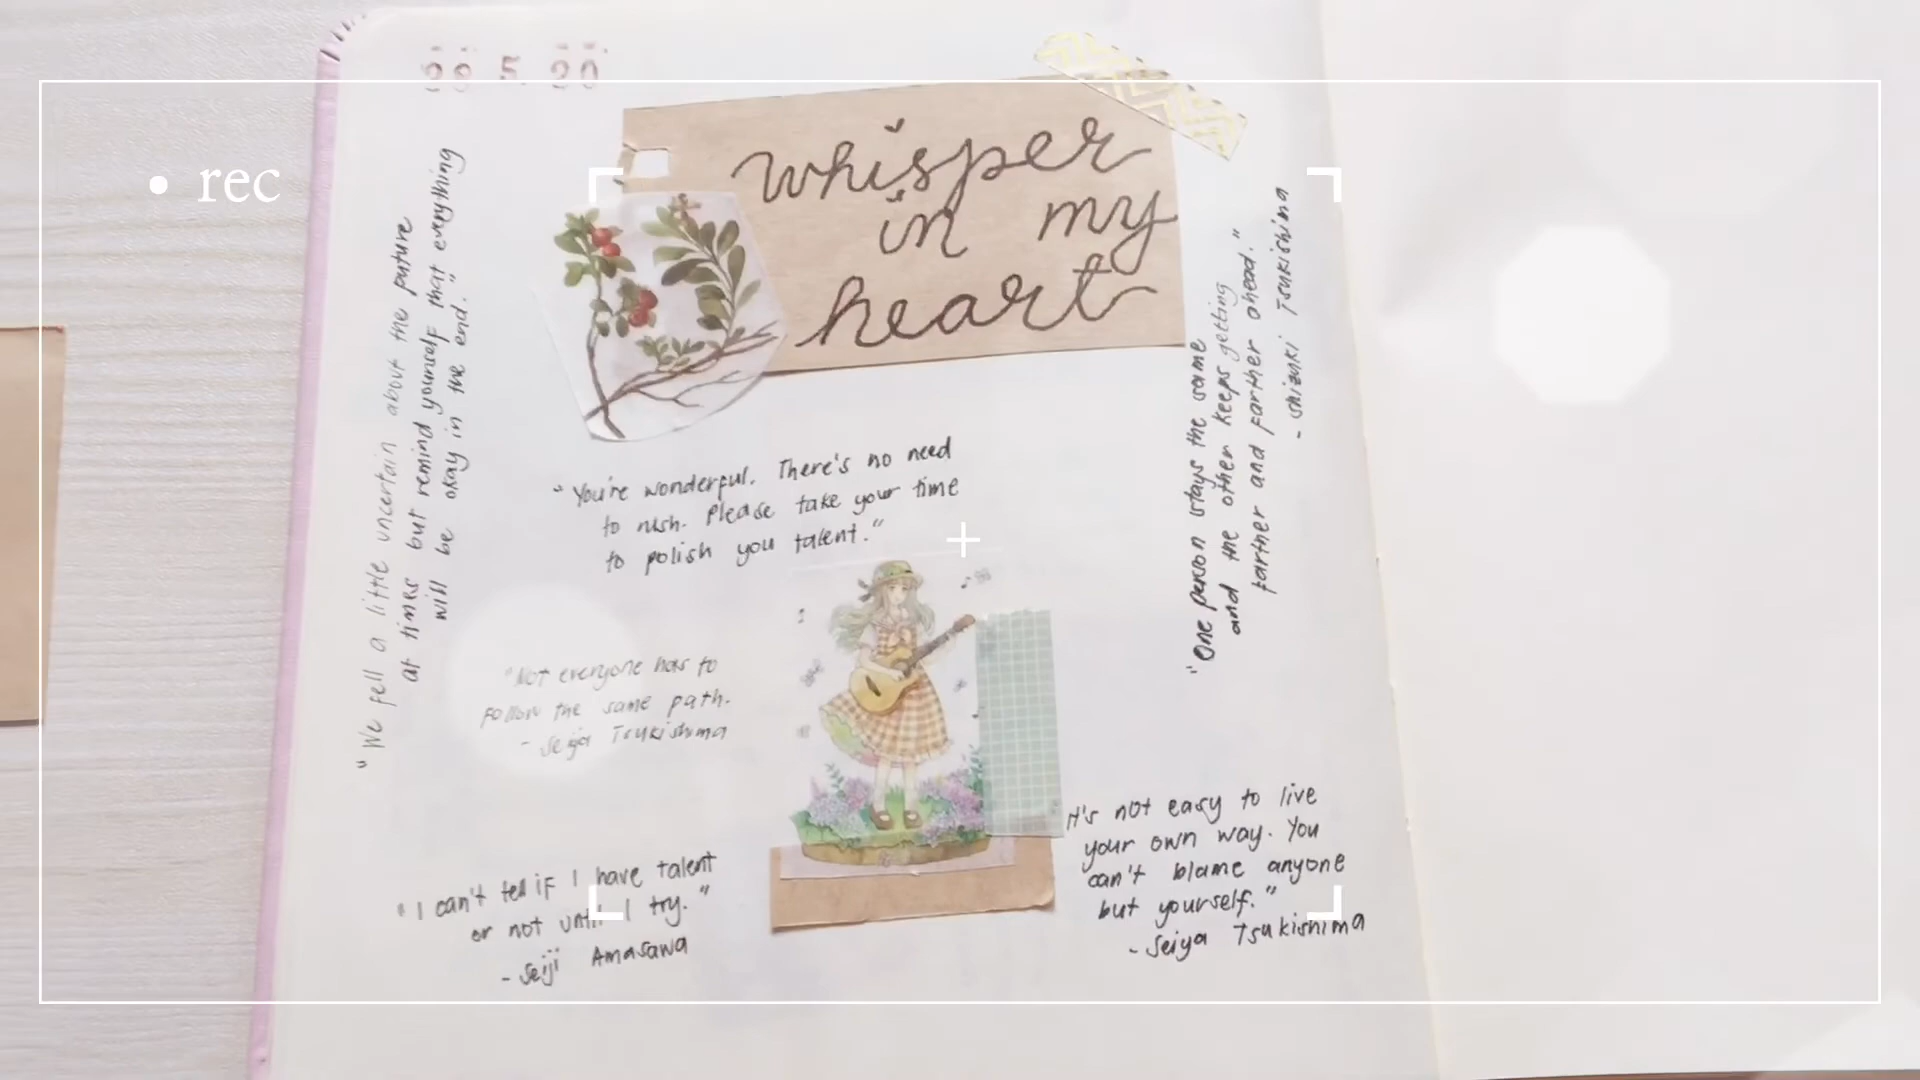 28 5. 20
rec
whisper
in my
heart
"We fell a little uncertain about the future
at times but remind yourself that everything
will be okay in the end."
"You're wonderful. There's no need
to rush. Please take your time
to polish you talent."
"One person stays the same
and the other keeps getting
farther and farther ahead."
- Shizuki Tsukishima
"Not everyone has to
follow the same path.
- Seija Tsukishima
It's not easy to live
your own way. You
can't blame anyone
but yourself."
- Seiya Tsukishima
"I can't tell if I have talent
or not until I try."
- Seiji Amasawa